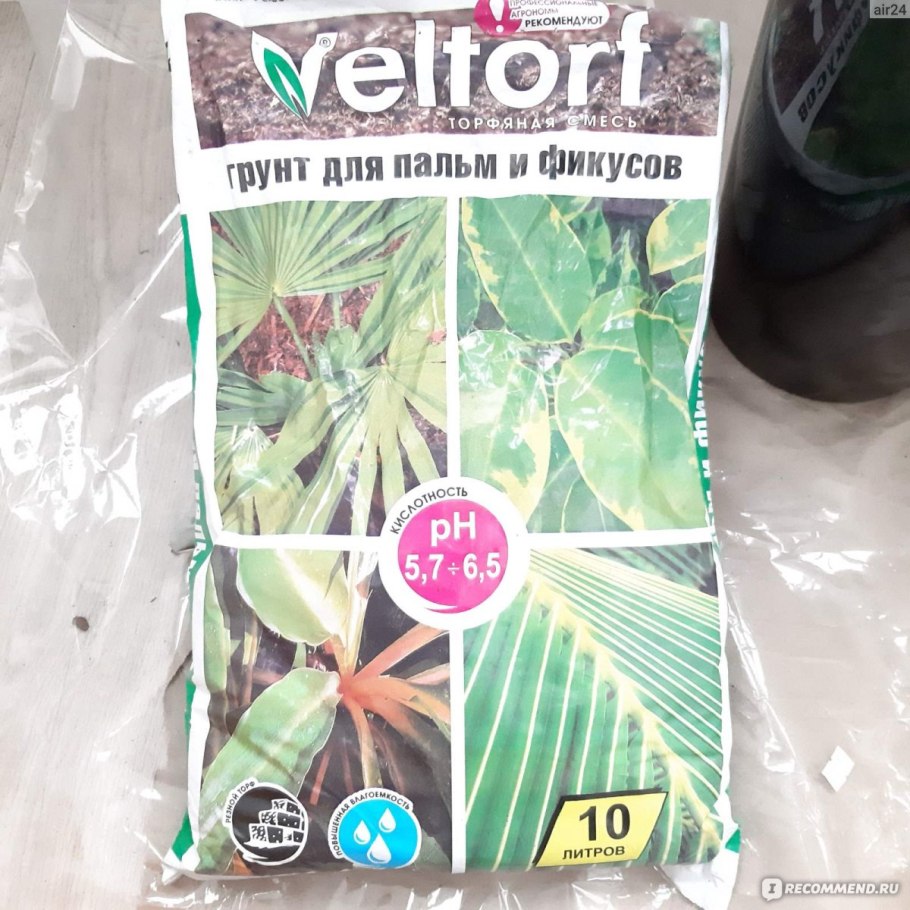 air24
ПРОФЕССИОНАЛЬНЫЕ
АГРОНОМЫ
РЕКОМЕНДУЮТ
Veltorf®
ТОРФЯНАЯ СМЕСЬ
грунт для пальм и фикусов
КИСЛОТНОСТЬ
pH
5,7÷6,5
РЕЗНОЙ ТОРФ
ПОВЫШЕННАЯ ВЛАГОЕМКОСТЬ
10
ЛИТРОВ
IRECOMMEND.RU